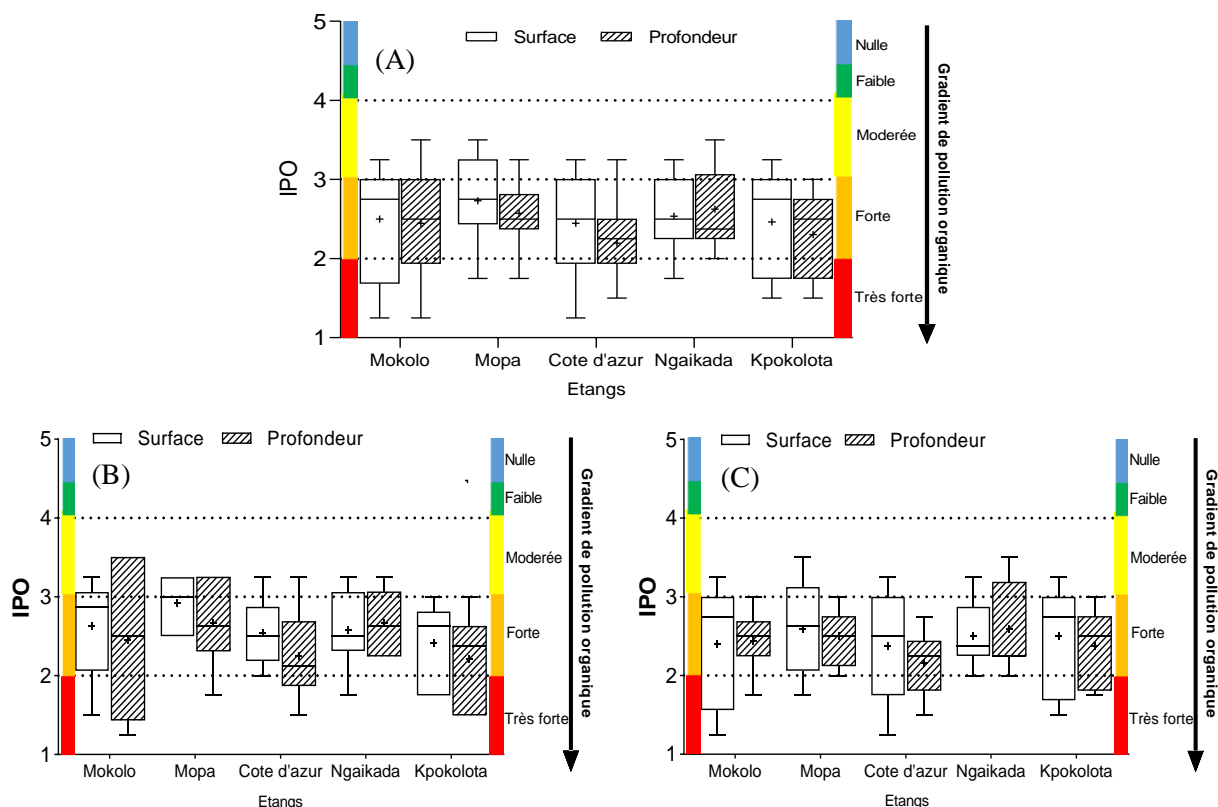 5
Surface
Profondeur
(A)
Nulle
Faible
4
Moderée
IPO
3
Forte
2
Très forte
1
Mokolo
Mopa
Cote d'azur
Ngaikada
Kpokolota
Etangs
Gradient de pollution organique
5
Surface
Profondeur
(B)
Nulle
Faible
4
Moderée
IPO
3
Forte
2
Très forte
1
Mokolo
Mopa
Cote d'azur
Ngaikada
Kpokolota
Etangs
Gradient de pollution organique
5
Surface
Profondeur
(C)
Nulle
Faible
4
Moderée
IPO
3
Forte
2
Très forte
1
Mokolo
Mopa
Cote d'azur
Ngaikada
Kpokolota
Etangs
Gradient de pollution organique